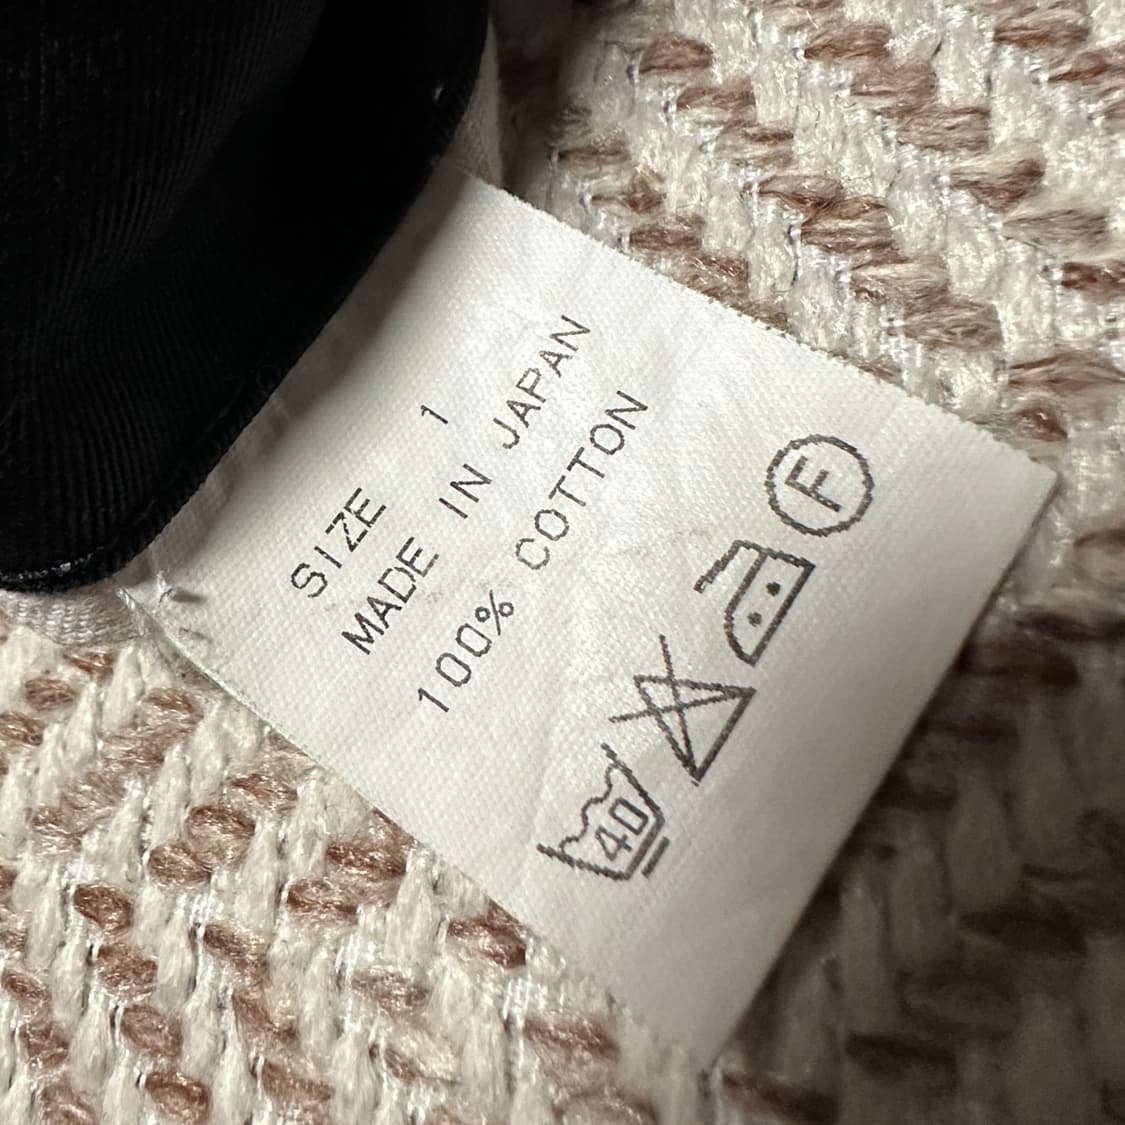 SIZE 1
MADE IN JAPAN
100% COTTON
40 F